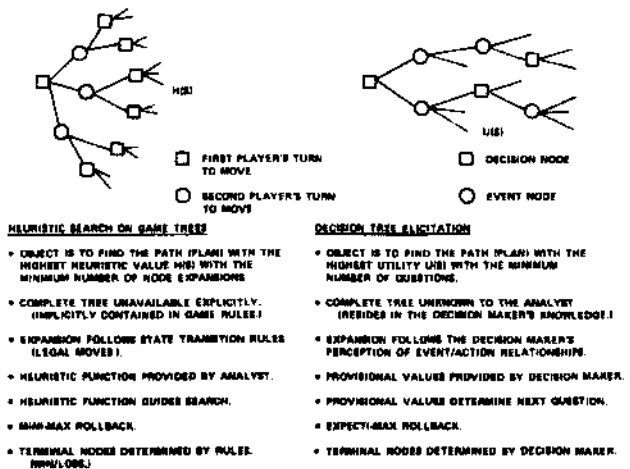 H(S)
U(S)
FIRST PLAYER'S TURN
TO MOVE
SECOND PLAYER'S TURN
TO MOVE
DECISION NODE
EVENT NODE
HEURISTIC SEARCH ON GAME TREES
• OBJECT IS TO FIND THE PATH (PLAN) WITH THE
HIGHEST HEURISTIC VALUE H(S) WITH THE
MINIMUM NUMBER OF NODE EXPANSIONS
• COMPLETE TREE UNAVAILABLE EXPLICITLY.
(IMPLICITLY CONTAINED IN GAME RULES.)
• EXPANSION FOLLOWS STATE TRANSITION RULES
(LEGAL MOVES).
• HEURISTIC FUNCTION PROVIDED BY ANALYST.
• HEURISTIC FUNCTION GUIDES SEARCH.
• MINI-MAX ROLLBACK.
• TERMINAL NODES DETERMINED BY RULES.
(WIN/LOSS.)
DECISION TREE ELICITATION
• OBJECT IS TO FIND THE PATH (PLAN) WITH THE
HIGHEST UTILITY U(S) WITH THE MINIMUM
NUMBER OF QUESTIONS.
• COMPLETE TREE UNKNOWN TO THE ANALYST
(RESIDES IN THE DECISION MAKER'S KNOWLEDGE.)
• EXPANSION FOLLOWS THE DECISION MAKER'S
PERCEPTION OF EVENT/ACTION RELATIONSHIPS.
• PROVISIONAL VALUES PROVIDED BY DECISION MAKER.
• PROVISIONAL VALUES DETERMINE NEXT QUESTION.
• EXPECTI-MAX ROLLBACK.
• TERMINAL NODES DETERMINED BY DECISION MAKER.